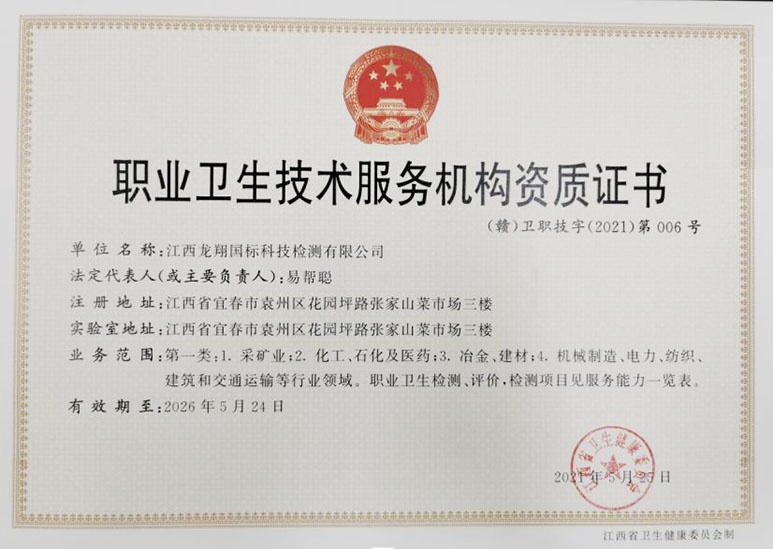 职业卫生技术服务机构资质证书
(赣)卫职技字(2021)第 006 号
单 位 名 称:江西龙翔国标科技检测有限公司
法定代表人(或主要负责人):易帮聪
注 册 地 址:江西省宜春市袁州区花园坪路张家山菜市场三楼
实验室地址:江西省宜春市袁州区花园坪路张家山菜市场三楼
业 务 范 围:第一类:1. 采矿业;2. 化工、石化及医药;3. 冶金、建材;4. 机械制造、电力、纺织、
建筑和交通运输等行业领域。职业卫生检测、评价,检测项目见服务能力一览表。
有 效 期 至:2026 年 5 月 24 日
江西省卫生健康委员会
2021 年 5 月 25 日
江西省卫生健康委员会制